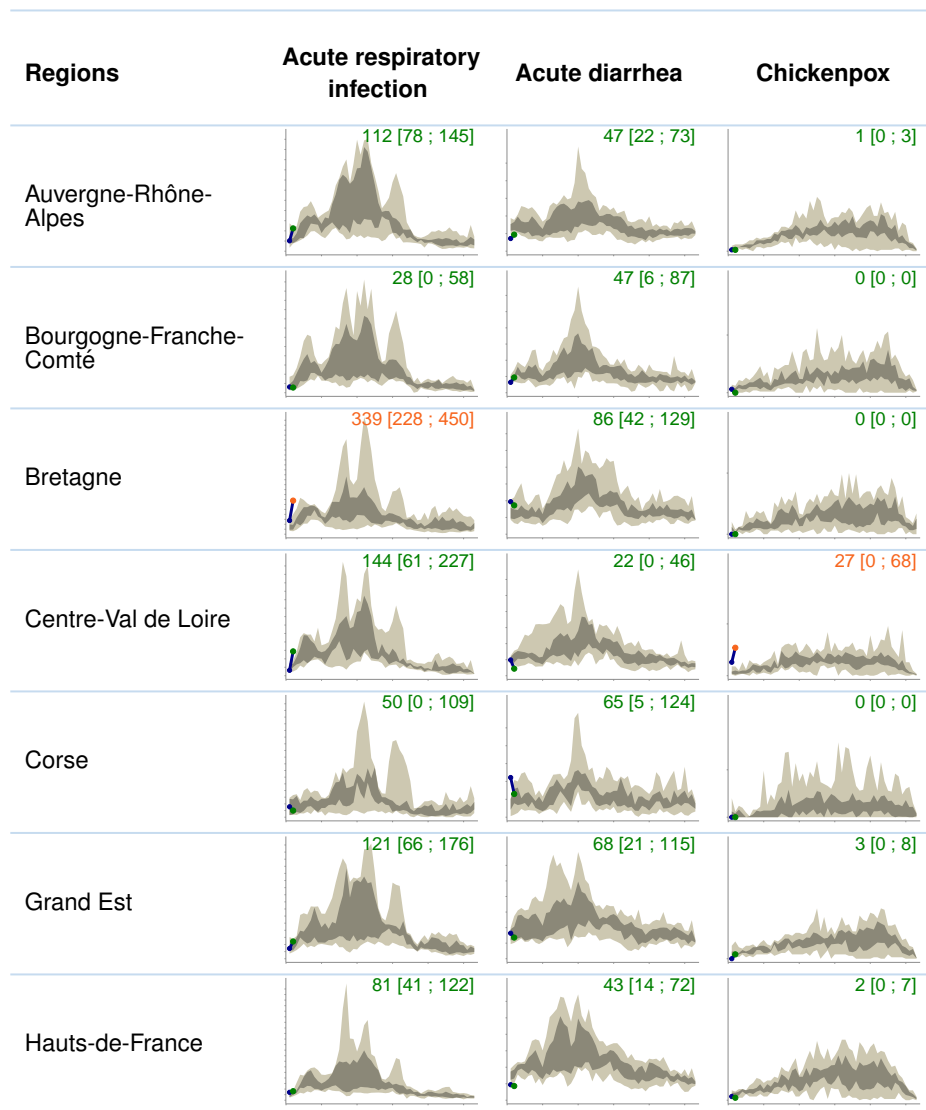 Regions
Acute respiratory
infection
Acute diarrhea
Chickenpox
Auvergne-Rhône-
Alpes
112 [78 ; 145]
47 [22 ; 73]
1 [0 ; 3]
Bourgogne-Franche-
Comté
28 [0 ; 58]
47 [6 ; 87]
0 [0 ; 0]
Bretagne
339 [228 ; 450]
86 [42 ; 129]
0 [0 ; 0]
Centre-Val de Loire
144 [61 ; 227]
22 [0 ; 46]
27 [0 ; 68]
Corse
50 [0 ; 109]
65 [5 ; 124]
0 [0 ; 0]
Grand Est
121 [66 ; 176]
68 [21 ; 115]
3 [0 ; 8]
Hauts-de-France
81 [41 ; 122]
43 [14 ; 72]
2 [0 ; 7]